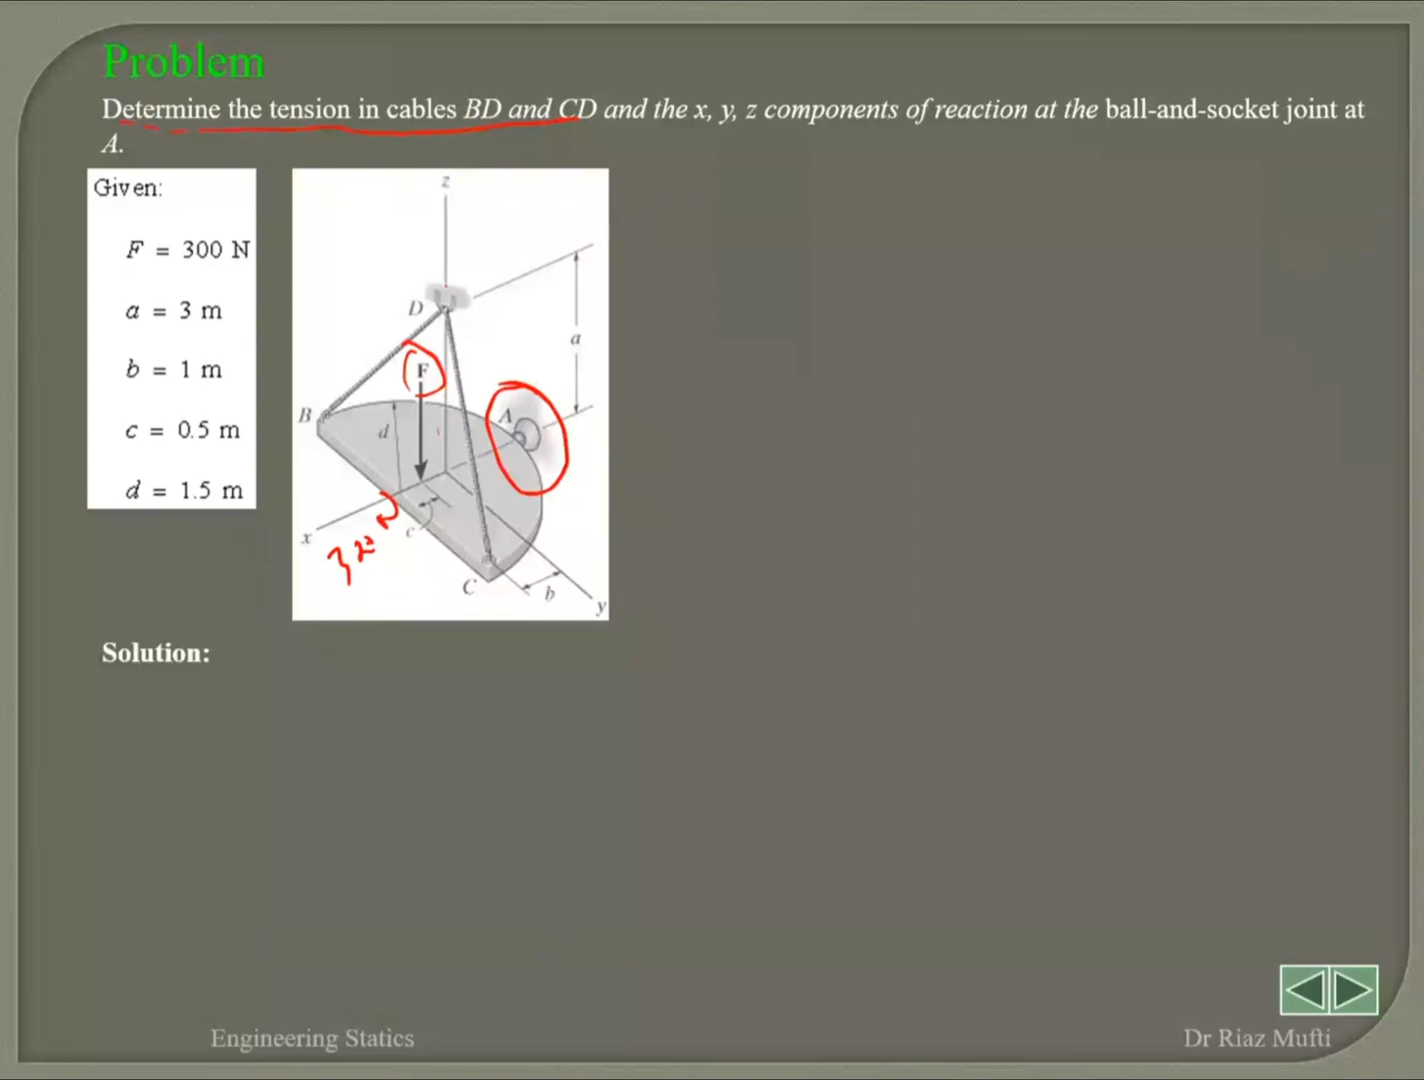 Problem
Determine the tension in cables BD and CD and the x, y, z components of reaction at the ball-and-socket joint at
A.
Given:
F = 300 N
a = 3 m
b = 1 m
c = 0.5 m
d = 1.5 m
z
D
a
F
B
A
d
x
c
C
b
y
Solution:
Engineering Statics
Dr Riaz Mufti